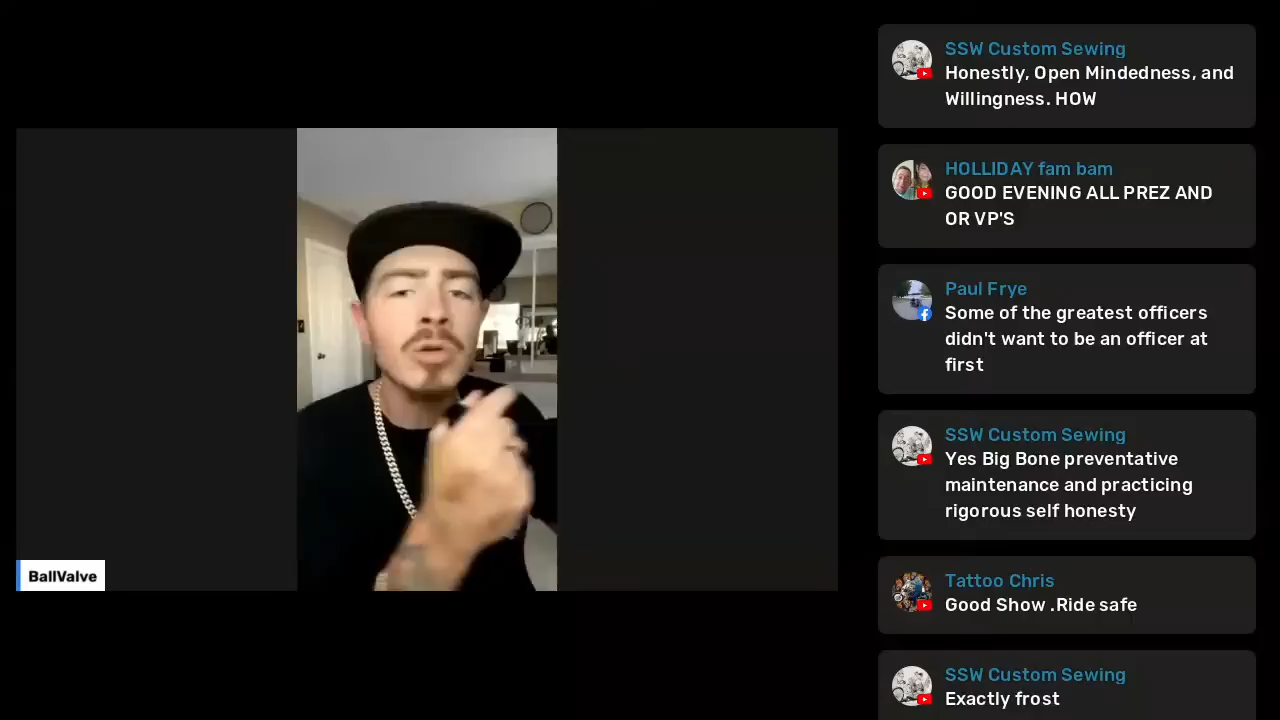 SSW Custom Sewing
Honestly, Open Mindedness, and
Willingness. HOW
HOLLIDAY fam bam
GOOD EVENING ALL PREZ AND
OR VP'S
Paul Frye
Some of the greatest officers
didn't want to be an officer at
first
SSW Custom Sewing
Yes Big Bone preventative
maintenance and practicing
rigorous self honesty
Tattoo Chris
Good Show .Ride safe
SSW Custom Sewing
Exactly frost
BallValve